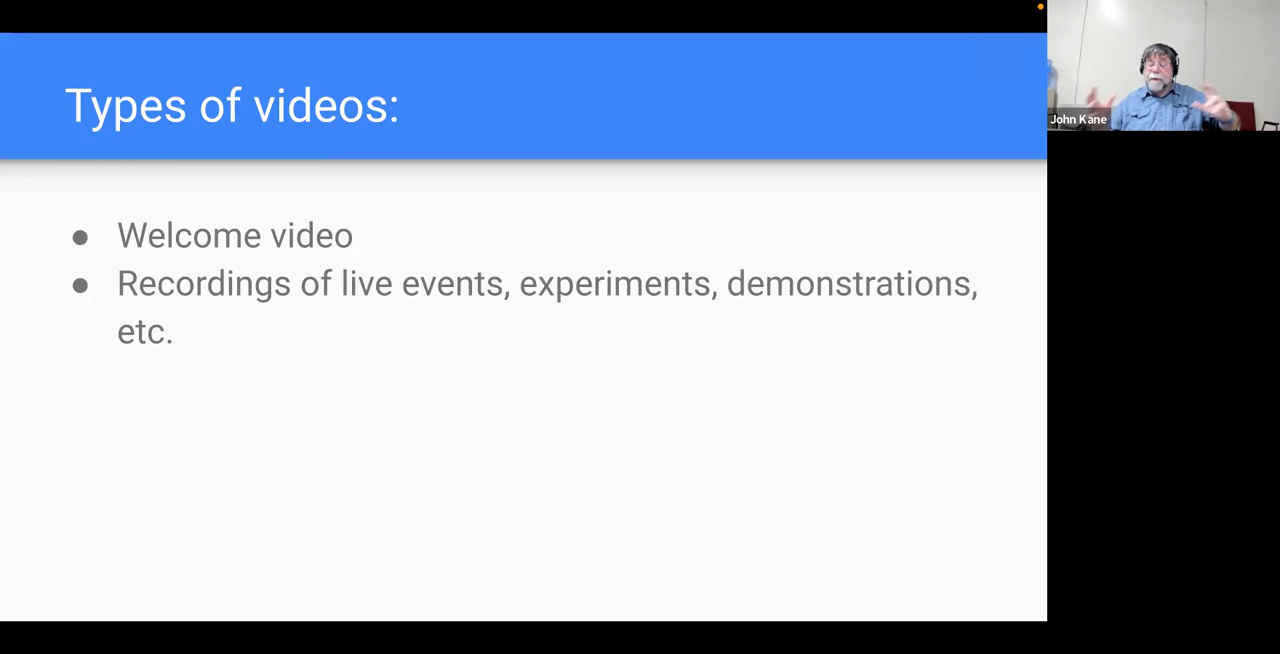 Types of videos:
John Kane
● Welcome video
● Recordings of live events, experiments, demonstrations,
etc.